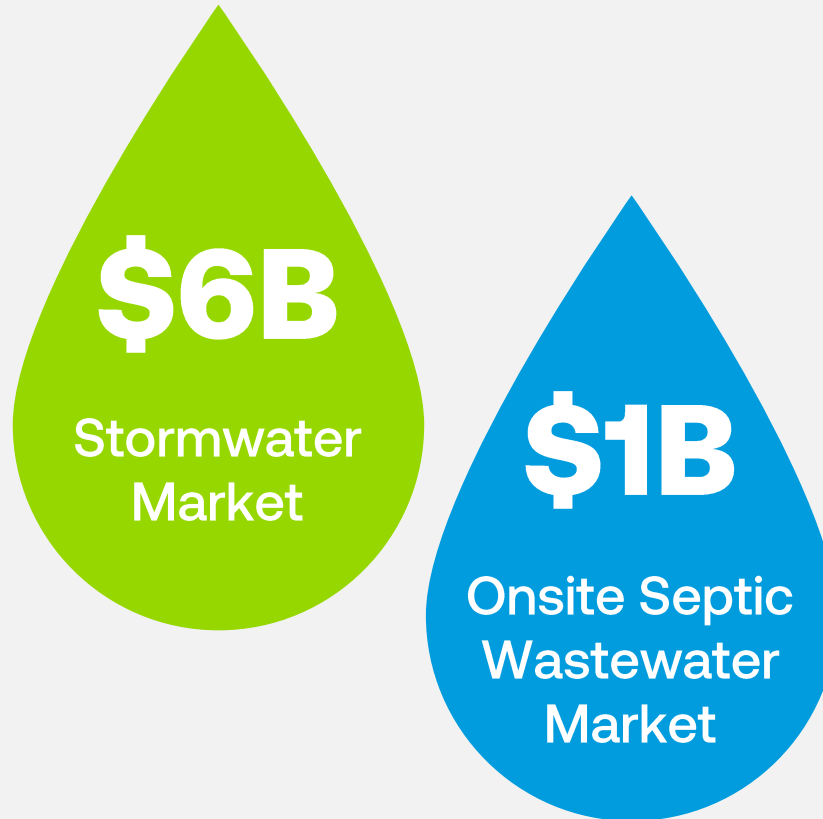 $6B
Stormwater
Market
$1B
Onsite Septic
Wastewater
Market